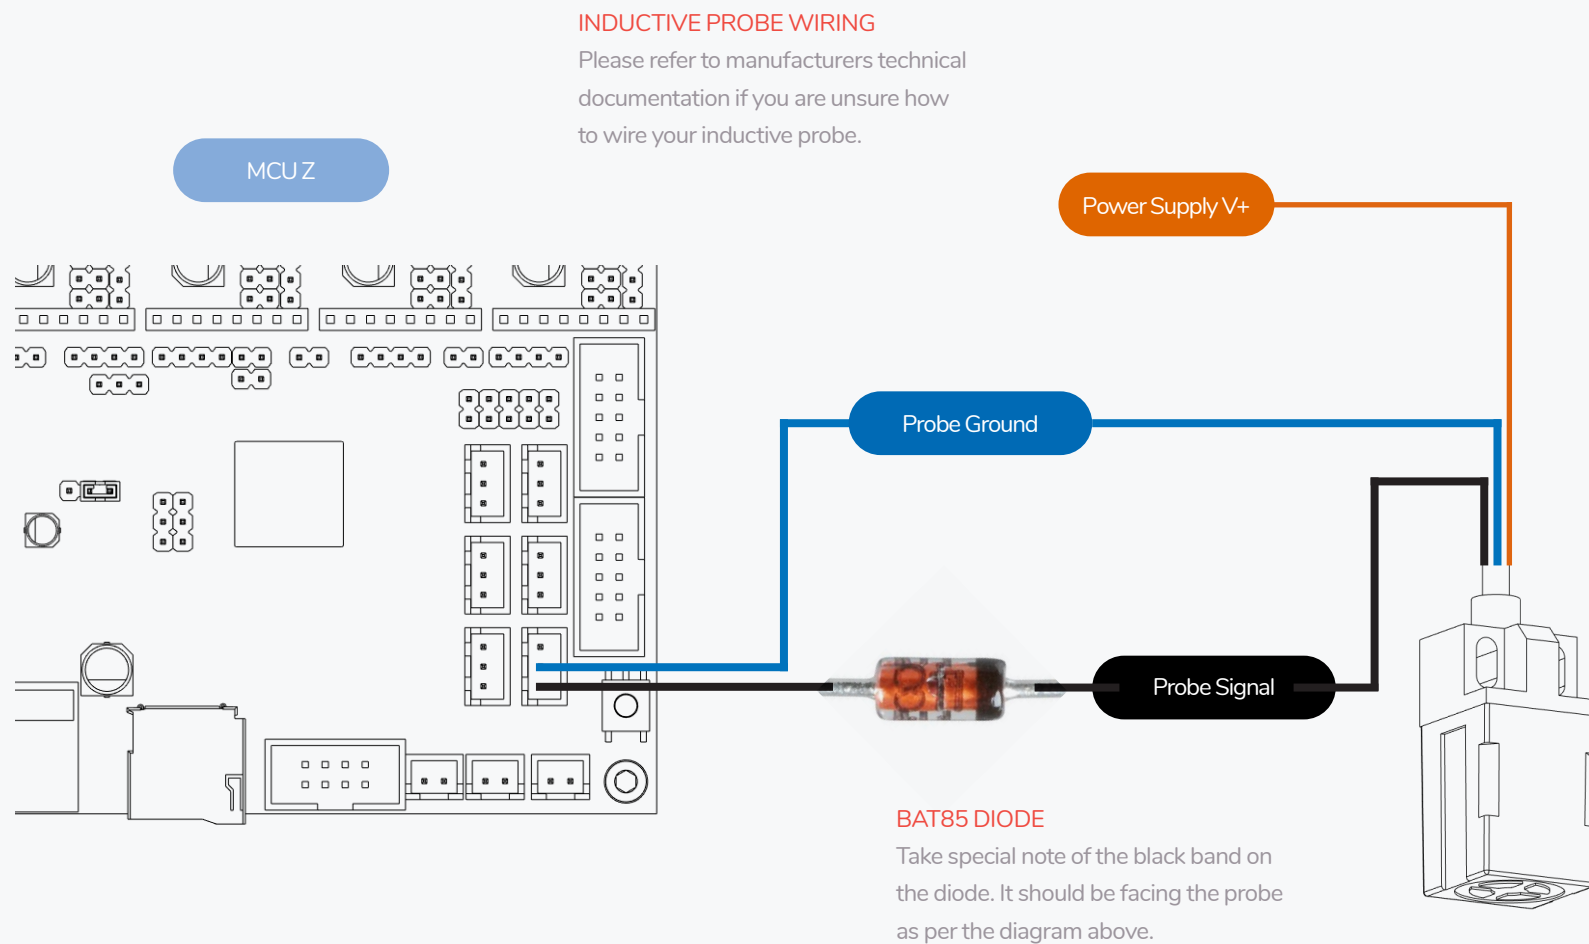 INDUCTIVE PROBE WIRING
Please refer to manufacturers technical
documentation if you are unsure how
to wire your inductive probe.
MCU Z
Power Supply V+
Probe Ground
Probe Signal
BAT85 DIODE
Take special note of the black band on
the diode. It should be facing the probe
as per the diagram above.